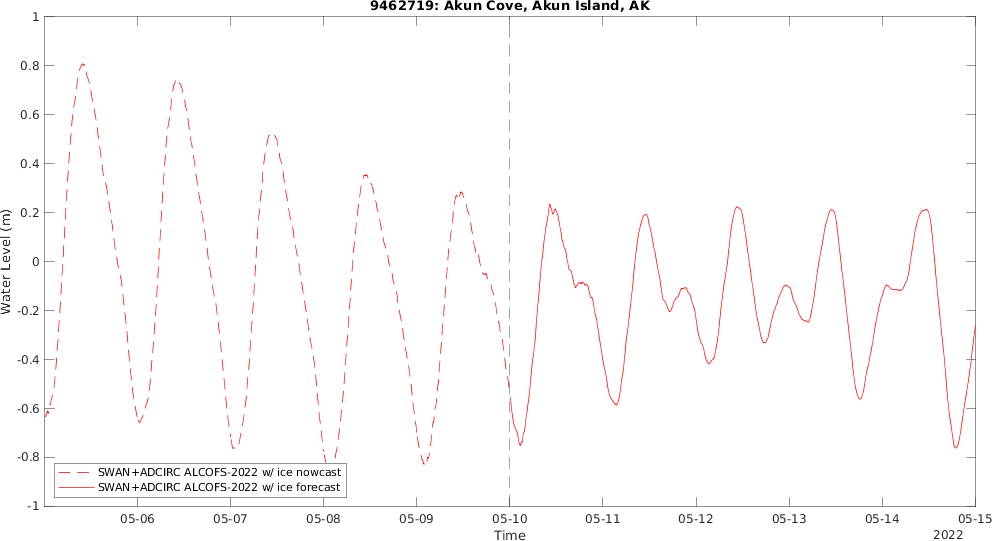 9462719: Akun Cove, Akun Island, AK
1
0.8
0.6
0.4
0.2
0
-0.2
-0.4
-0.6
-0.8
-1
Water Level (m)
SWAN+ADCIRC ALCOFS-2022 w/ ice nowcast
SWAN+ADCIRC ALCOFS-2022 w/ ice forecast
05-06 05-07 05-08 05-09 05-10 05-11 05-12 05-13 05-14 05-15
Time
2022